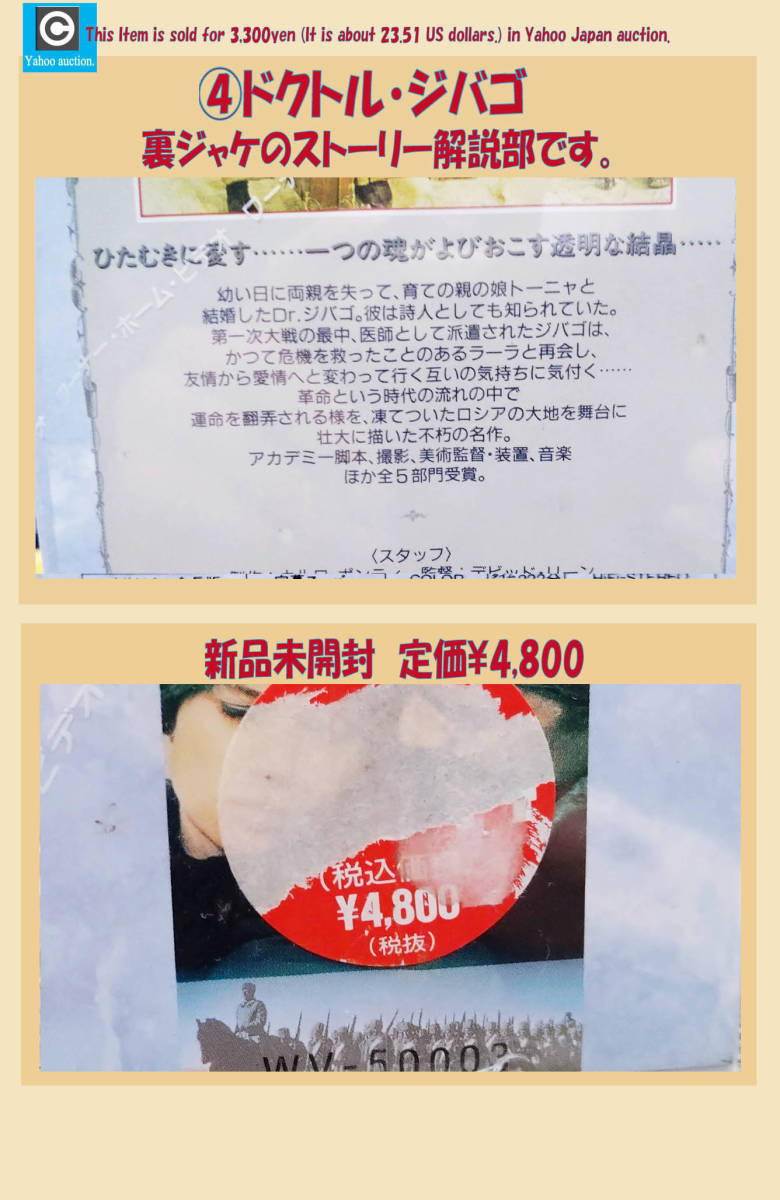 This Item is sold for 3,300yen (It is about 23.51 US dollars.) in Yahoo Japan auction.
©
Yahoo auction.
④ドクトル・ジバゴ
裏ジャケのストーリー解説部です。
ひたむきに愛す……一つの魂がよびおこす透明な結晶……
幼い日に両親を失って、育ての親の娘トーニャと
結婚したDr.ジバゴ。彼は詩人としても知られていた。
第一次大戦の最中、医師として派遣されたジバゴは、
かつて危機を救ったことのあるラーラと再会し、
友情から愛情へと変わって行く互いの気持ちに気付く……
革命という時代の流れの中で
運命を翻弄される様を、凍てついたロシアの大地を舞台に
壮大に描いた不朽の名作。
アカデミー脚本、撮影、美術監督・装置、音楽
ほか全5部門受賞。
〈スタッフ〉
監督：デビッド・リーン
新品未開封 定価¥4,800
(税込価
¥4,800
(税抜)
WV-50002